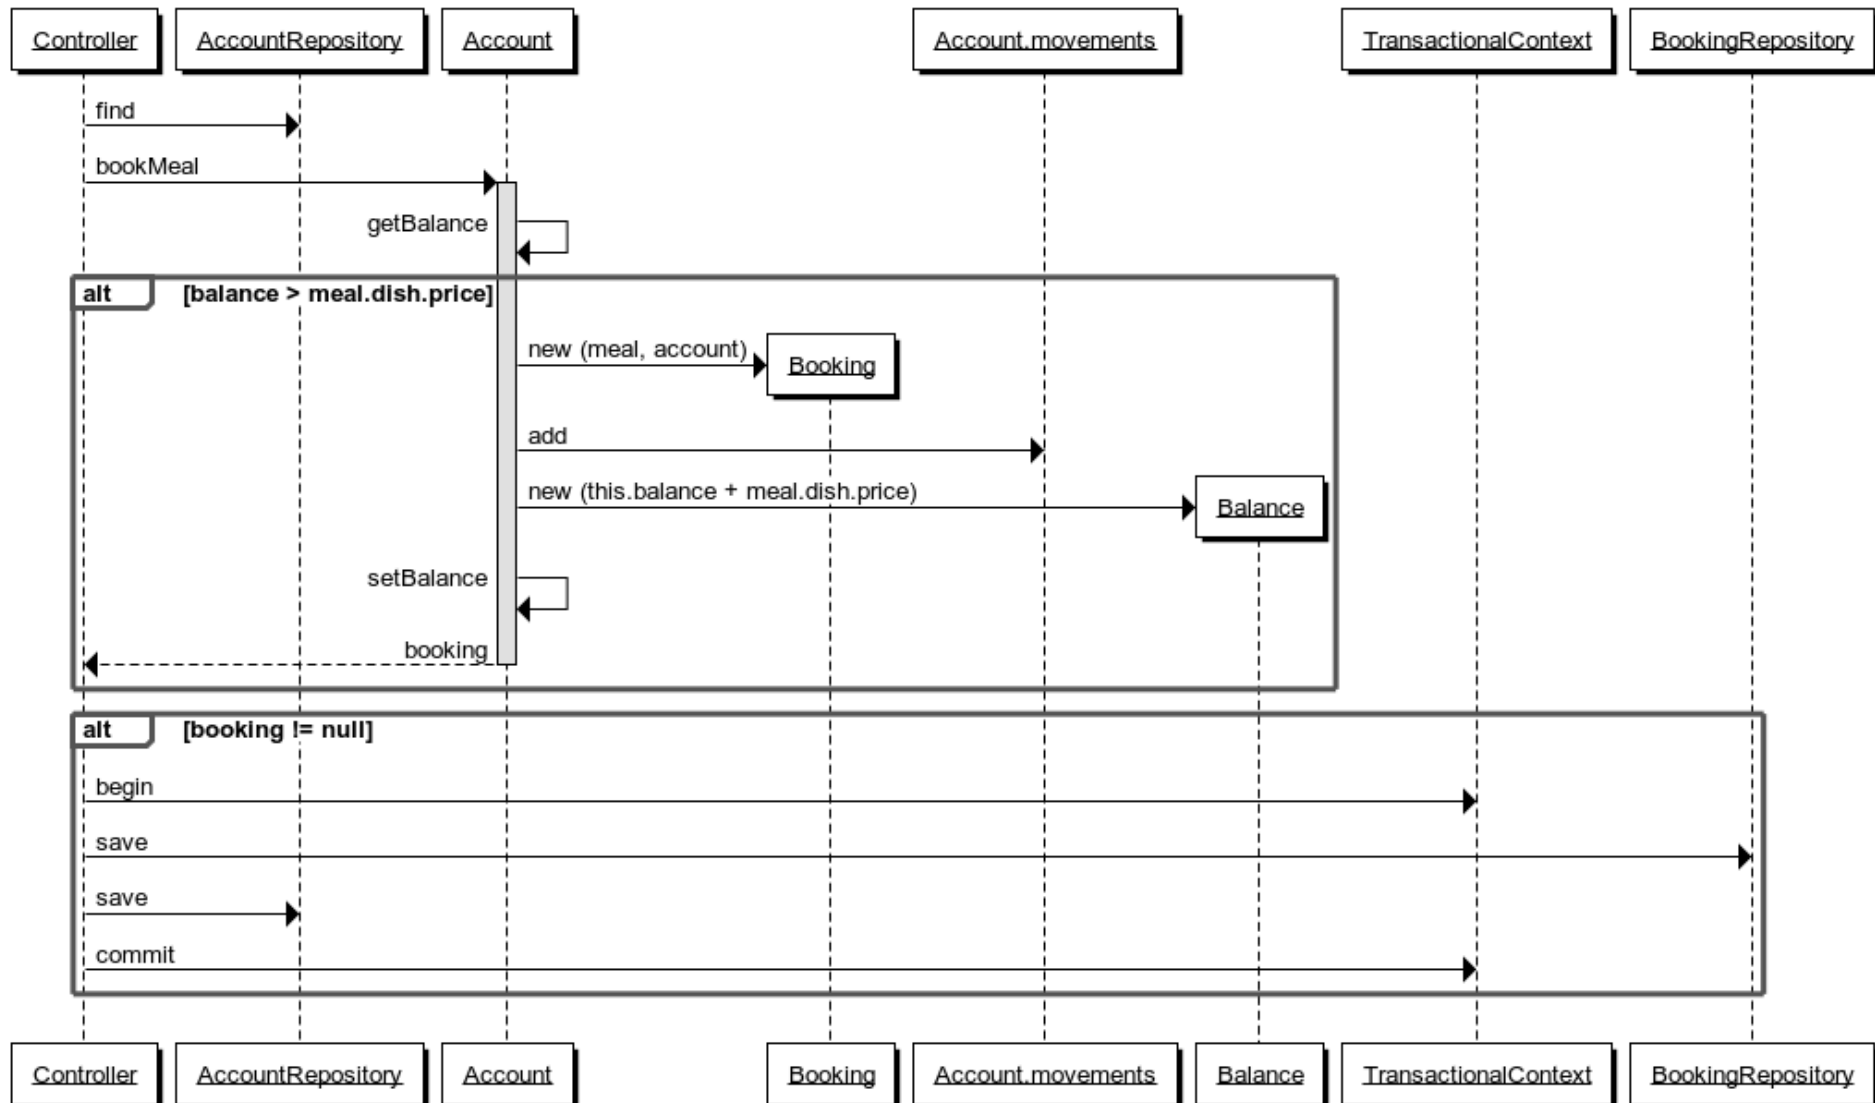 Controller
AccountRepository
Account
Account.movements
TransactionalContext
BookingRepository
find
bookMeal
getBalance
alt [balance > meal.dish.price]
new (meal, account)
Booking
add
new (this.balance + meal.dish.price)
Balance
setBalance
booking
alt [booking != null]
begin
save
save
commit
Controller
AccountRepository
Account
Booking
Account.movements
Balance
TransactionalContext
BookingRepository